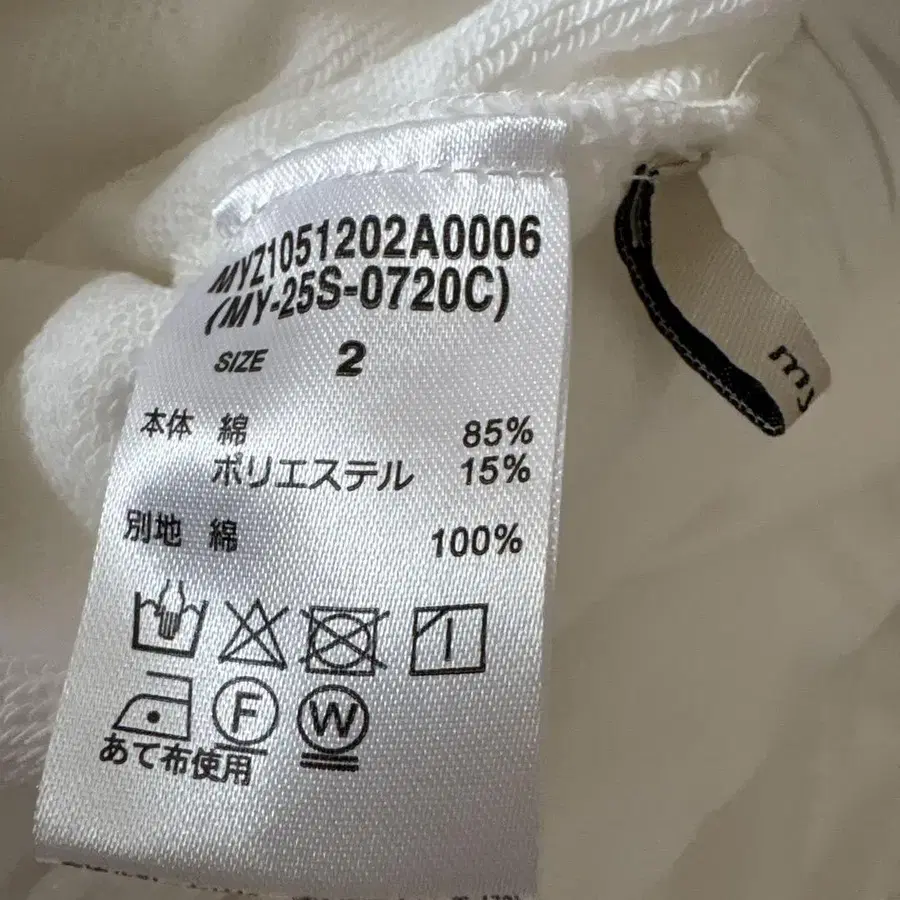 MYZ1051202A0006
(MY-25S-0720C)
SIZE 2
本体 綿 85%
ポリエステル 15%
別地 綿 100%
F W
あて布使用
my